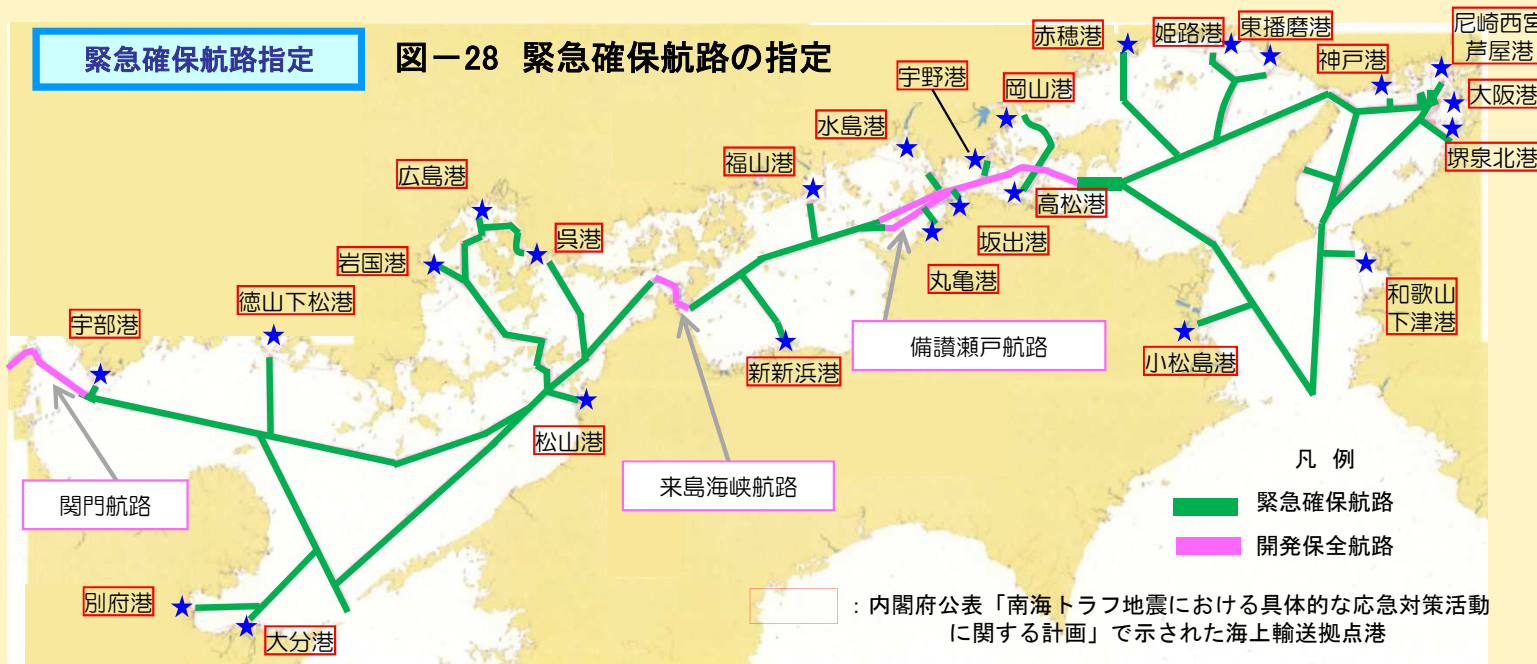 緊急確保航路指定
図－28 緊急確保航路の指定
赤穂港
姫路港
東播磨港
神戸港
尼崎西宮
芦屋港
大阪港
堺泉北港
宇野港
岡山港
水島港
福山港
広島港
呉港
岩国港
徳山下松港
宇部港
高松港
坂出港
丸亀港
備讃瀬戸航路
新新浜港
小松島港
和歌山
下津港
松山港
来島海峡航路
関門航路
別府港
大分港
凡 例
緊急確保航路
開発保全航路
：内閣府公表「南海トラフ地震における具体的な応急対策活動
に関する計画」で示された海上輸送拠点港